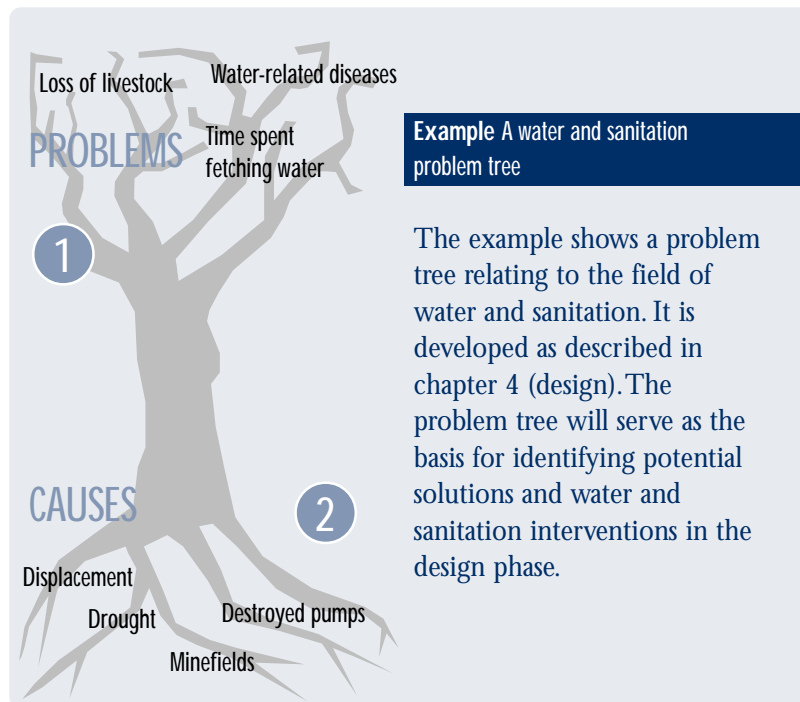 Loss of livestock
Water-related diseases
PROBLEMS
Time spent
fetching water
1
CAUSES
2
Displacement
Drought
Destroyed pumps
Minefields
Example A water and sanitation
problem tree
The example shows a problem
tree relating to the field of
water and sanitation. It is
developed as described in
chapter 4 (design). The
problem tree will serve as the
basis for identifying potential
solutions and water and
sanitation interventions in the
design phase.